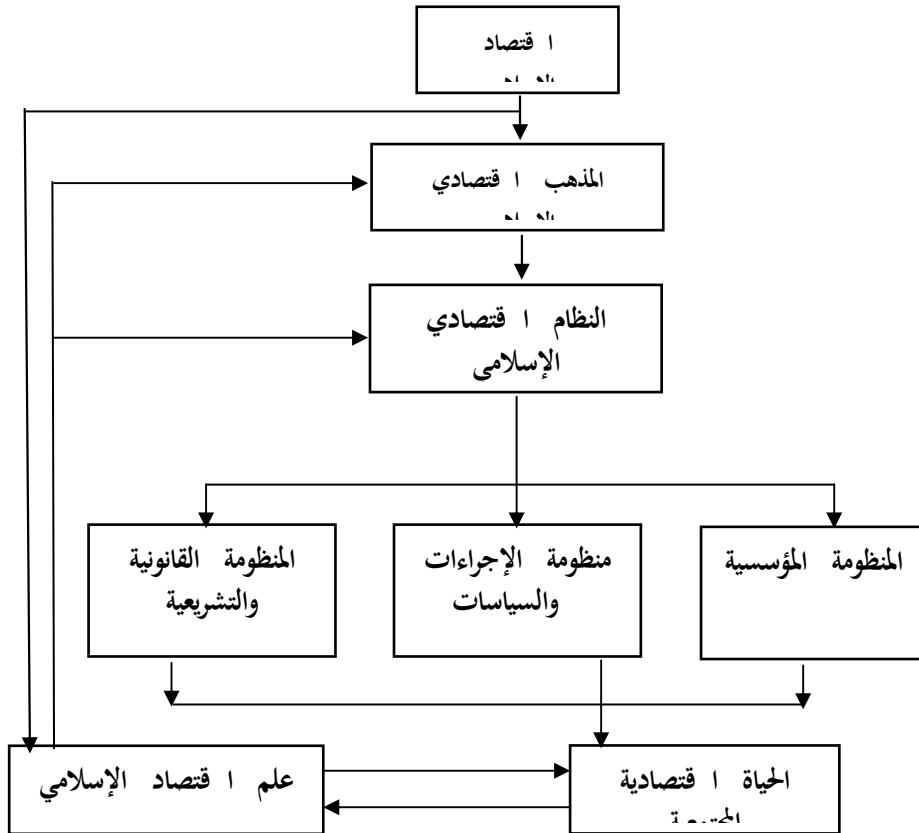 ا قتصاد
المذهب ا قتصادي
النظام ا قتصادي
الإسلامي
المنظومة المؤسسية
منظومة الإجراءات
والسياسات
المنظومة القانونية
والتشريعية
الحياة ا قتصادية
علم ا قتصاد الإسلامي